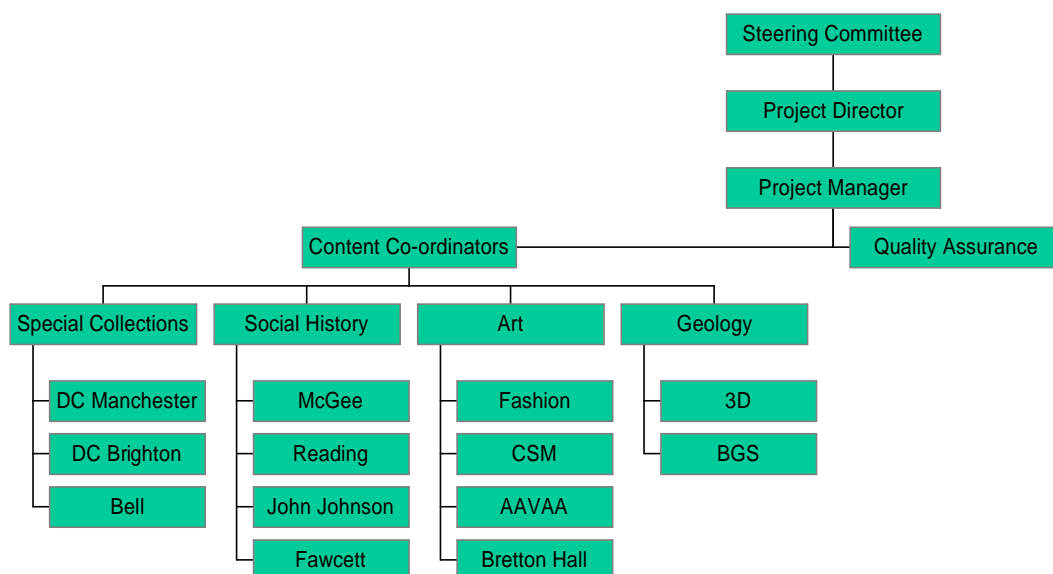 Steering Committee
Project Director
Project Manager
Content Co-ordinators
Quality Assurance
Special Collections
Social History
Art
Geology
DC Manchester
McGee
Fashion
3D
DC Brighton
Reading
CSM
BGS
Bell
John Johnson
AAVAA
Fawcett
Bretton Hall